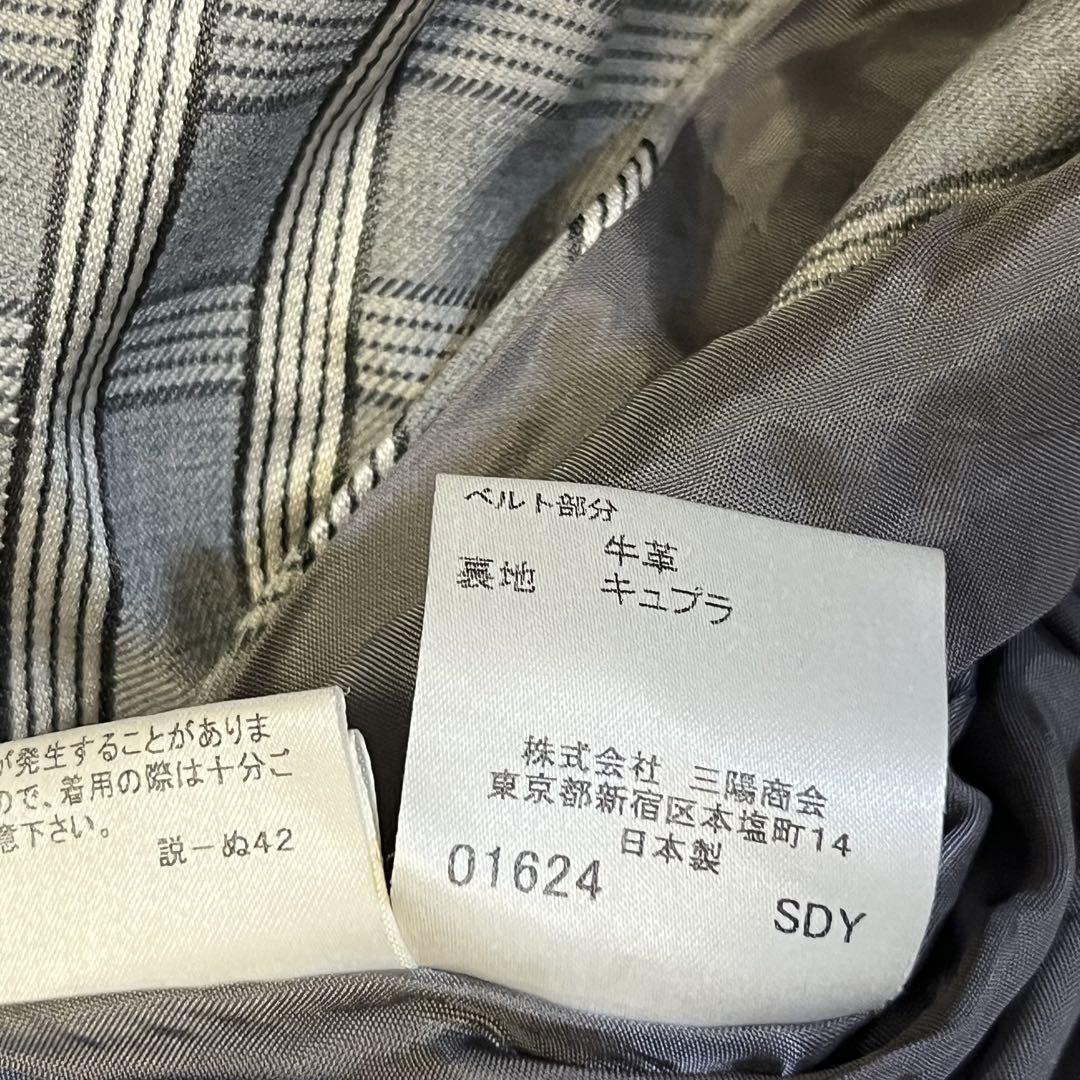 ベルト部分
牛革
裏地 キュプラ
株式会社 三陽商会
東京都新宿区本塩町14
日本製
01624
SDY
が発生することがありま
ので、着用の際は十分ご
意下さい。
説ーぬ42